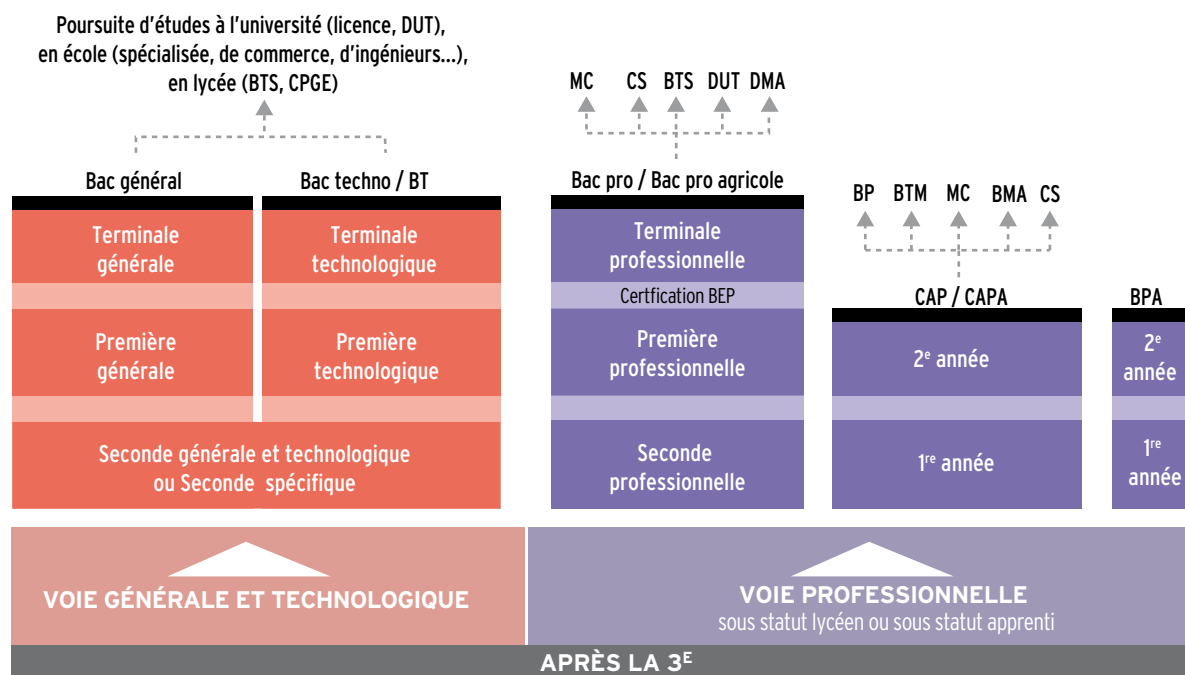 Poursuite d'études à l'université (licence, DUT),
en école (spécialisée, de commerce, d'ingénieurs...),
en lycée (BTS, CPGE)
MC CS BTS DUT DMA
Bac général
Bac techno / BT
Bac pro / Bac pro agricole
BP BTM MC BMA CS
Terminale
générale
Terminale
technologique
Terminale
professionnelle
Certfication BEP
CAP / CAPA
BPA
Première
générale
Première
technologique
Première
professionnelle
2e année
2e
année
Seconde générale et technologique
ou Seconde spécifique
Seconde
professionnelle
1re année
1re
année
VOIE GÉNÉRALE ET TECHNOLOGIQUE
VOIE PROFESSIONNELLE
sous statut lycéen ou sous statut apprenti
APRÈS LA 3E